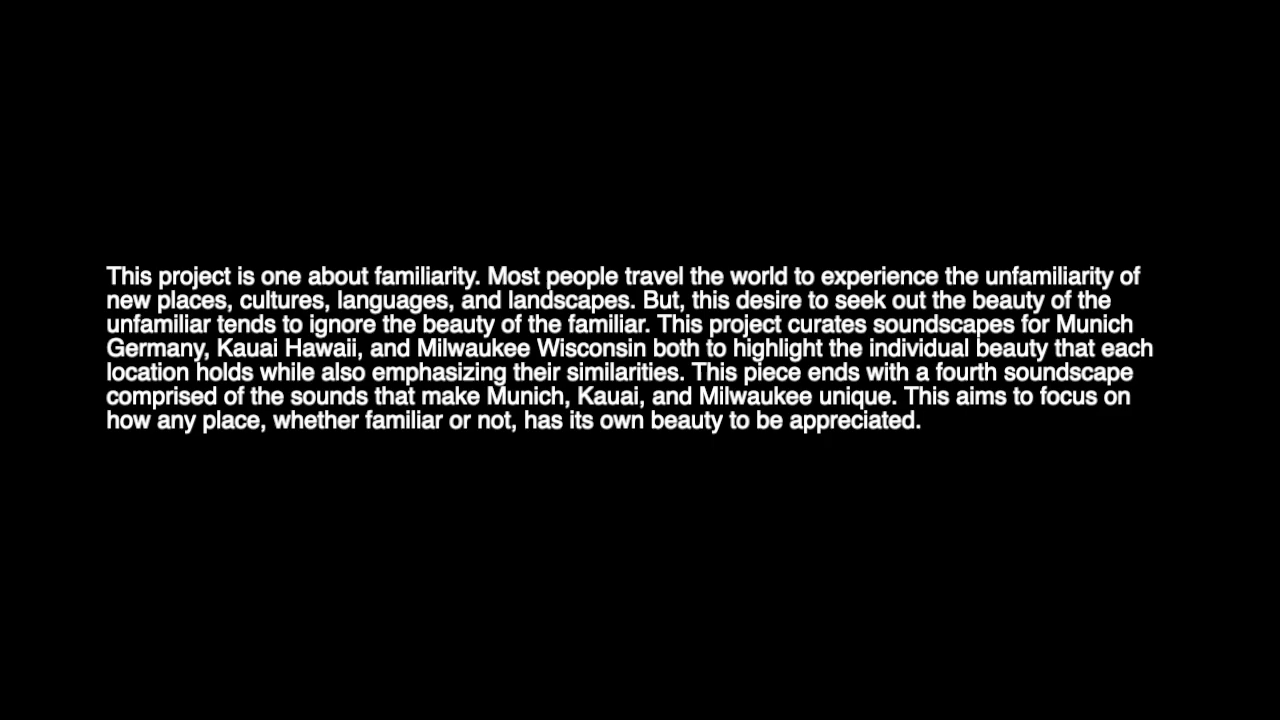 This project is one about familiarity. Most people travel the world to experience the unfamiliarity of
new places, cultures, languages, and landscapes. But, this desire to seek out the beauty of the
unfamiliar tends to ignore the beauty of the familiar. This project curates soundscapes for Munich
Germany, Kauai Hawaii, and Milwaukee Wisconsin both to highlight the individual beauty that each
location holds while also emphasizing their similarities. This piece ends with a fourth soundscape
comprised of the sounds that make Munich, Kauai, and Milwaukee unique. This aims to focus on
how any place, whether familiar or not, has its own beauty to be appreciated.